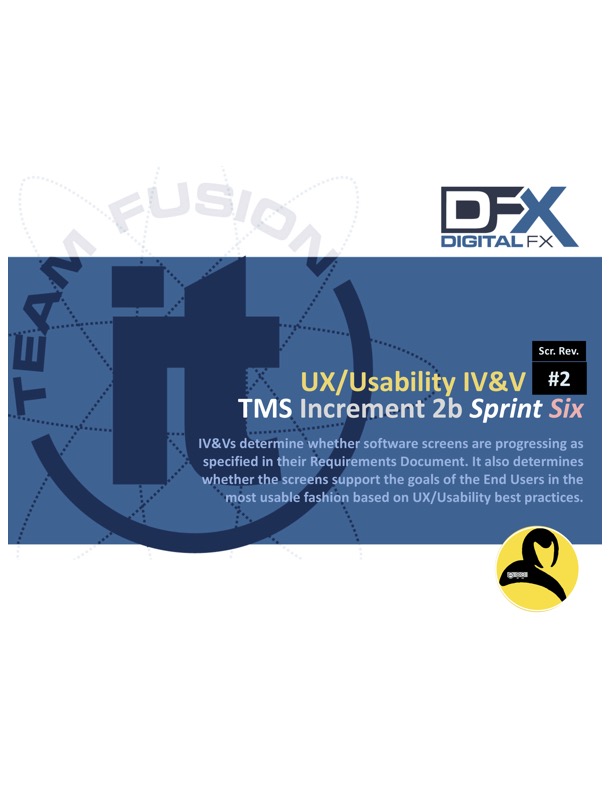 TEAM FUSION
it
DFX
DIGITAL FX
Scr. Rev.
#2
UX/Usability IV&V
TMS Increment 2b Sprint Six
IV&Vs determine whether software screens are progressing as
specified in their Requirements Document. It also determines
whether the screens support the goals of the End Users in the
most usable fashion based on UX/Usability best practices.